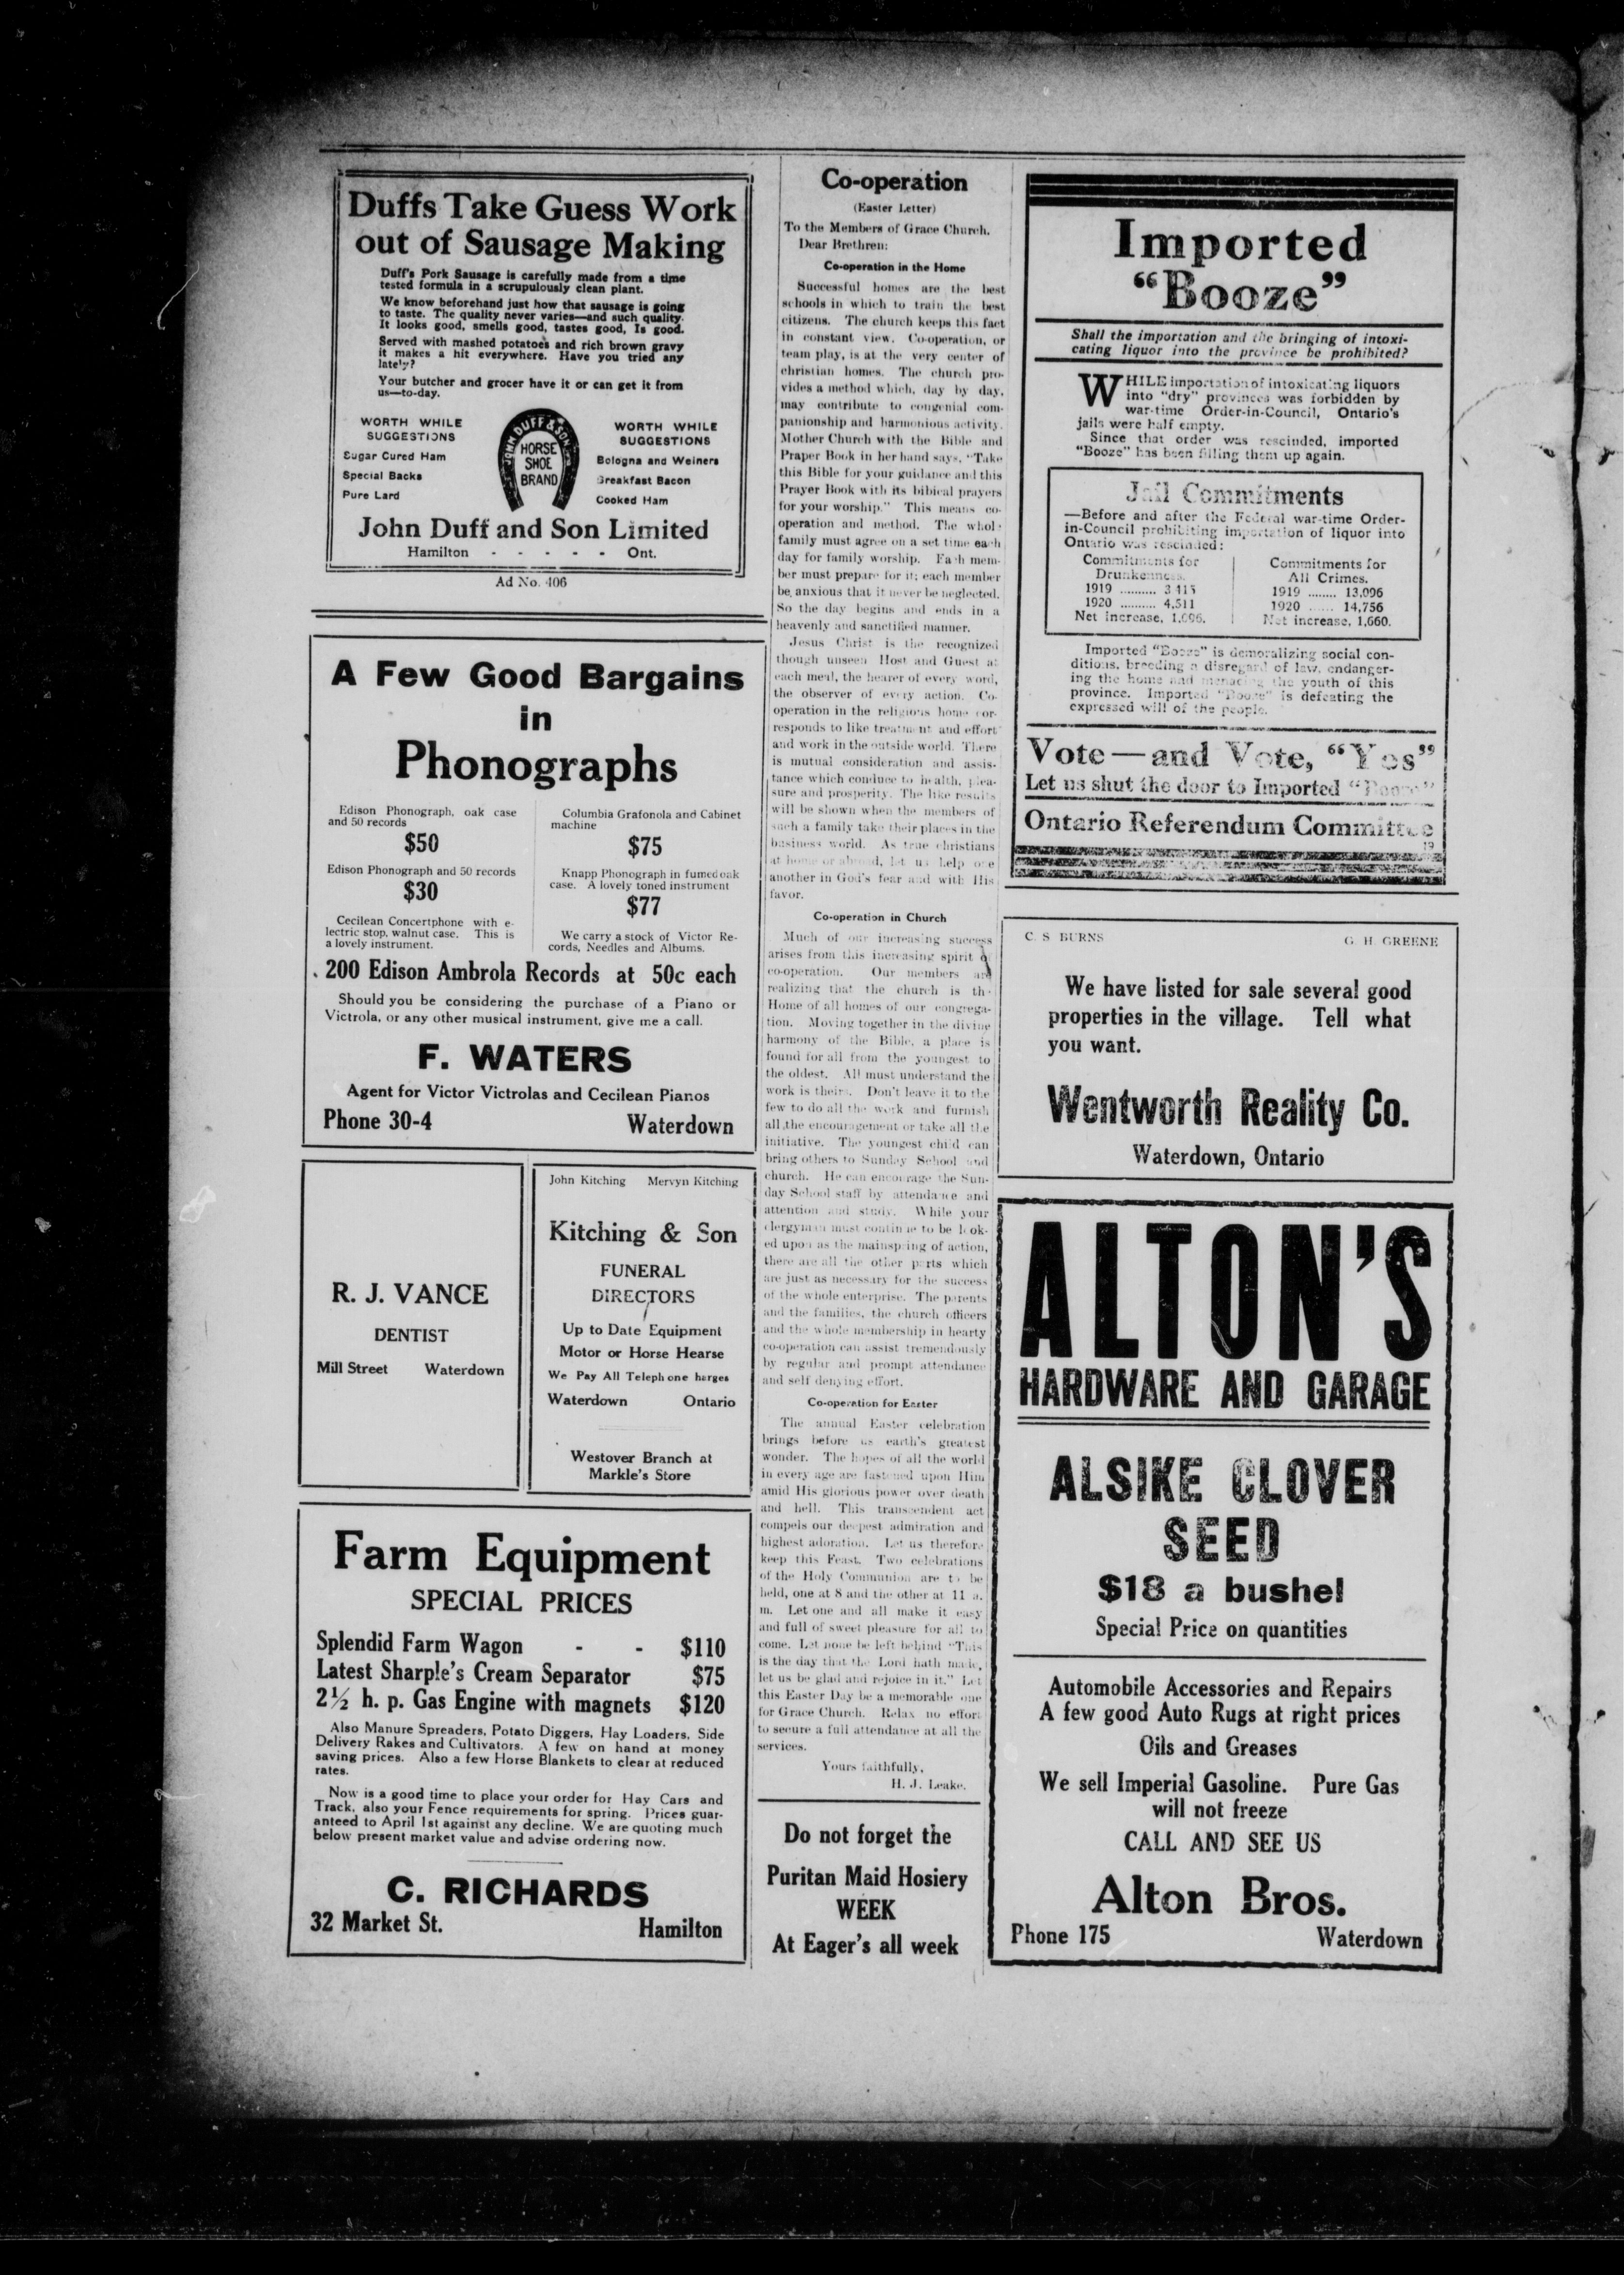 Duffs Take Guess Work
out of Sausage Making
Duff's Pork Sausage is carefully made from a time
tested formula in a scrupulously clean plant.
We know beforehand just how that sausage is going
to taste. The quality never varies—and such quality.
It looks good, smells good, tastes good, Is good.
Served with mashed potatoes and rich brown gravy
it makes a hit everywhere. Have you tried any
lately?
Your butcher and grocer have it or can get it from
us—to-day.
WORTH WHILE
SUGGESTIONS
Sugar Cured Ham
Special Backs
Pure Lard
JOHN DUFF & SON
HORSE
SHOE
BRAND
WORTH WHILE
SUGGESTIONS
Bologna and Weiners
Breakfast Bacon
Cooked Ham
John Duff and Son Limited
Hamilton - - - - - Ont.
Ad No. 406
A Few Good Bargains
in
Phonographs
Edison Phonograph, oak case
and 50 records
$50
Edison Phonograph and 50 records
$30
Cecilean Concertphone with e-
lectric stop, walnut case. This is
a lovely instrument.
Columbia Grafonola and Cabinet
machine
$75
Knapp Phonograph in fumed oak
case. A lovely toned instrument
$77
We carry a stock of Victor Re-
cords, Needles and Albums.
200 Edison Ambrola Records at 50c each
Should you be considering the purchase of a Piano or
Victrola, or any other musical instrument, give me a call.
F. WATERS
Agent for Victor Victrolas and Cecilean Pianos
Phone 30-4 Waterdown
R. J. VANCE
DENTIST
Mill Street Waterdown
John Kitching Mervyn Kitching
Kitching & Son
FUNERAL
DIRECTORS
Up to Date Equipment
Motor or Horse Hearse
We Pay All Telephone harges
Waterdown Ontario
Westover Branch at
Markle's Store
Farm Equipment
SPECIAL PRICES
Splendid Farm Wagon - - $110
Latest Sharple's Cream Separator $75
2½ h. p. Gas Engine with magnets $120
Also Manure Spreaders, Potato Diggers, Hay Loaders, Side
Delivery Rakes and Cultivators. A few on hand at money
saving prices. Also a few Horse Blankets to clear at reduced
rates.
Now is a good time to place your order for Hay Cars and
Track, also your Fence requirements for spring. Prices guar-
anteed to April 1st against any decline. We are quoting much
below present market value and advise ordering now.
C. RICHARDS
32 Market St. Hamilton
Co-operation
(Easter Letter)
To the Members of Grace Church.
Dear Brethren:
Co-operation in the Home
Successful homes are the best
schools in which to train the best
citizens. The church keeps this fact
in constant view. Co-operation, or
team play, is at the very center of
christian homes. The church pro-
vides a method which, day by day,
may contribute to congenial com-
panionship and harmonious activity.
Mother Church with the Bible and
Praper Book in her hand says, "Take
this Bible for your guidance and this
Prayer Book with its bibical prayers
for your worship." This means co-
operation and method. The whole
family must agree on a set time each
day for family worship. Each mem-
ber must prepare for it; each member
be anxious that it never be neglected.
So the day begins and ends in a
heavenly and sanctified manner.
Jesus Christ is the recognized
though unseen Host and Guest at
each meal, the hearer of every word,
the observer of every action. Co-
operation in the religious home cor-
responds to like treatment and effort
and work in the outside world. There
is mutual consideration and assis-
tance which conduce to health, plea-
sure and prosperity. The like results
will be shown when the members of
such a family take their places in the
business world. As true christians
at home or abroad, let us help one
another in God's fear and with His
favor.
Co-operation in Church
Much of our increasing success
arises from this increasing spirit of
co-operation. Our members are
realizing that the church is the
Home of all homes of our congrega-
tion. Moving together in the divine
harmony of the Bible, a place is
found for all from the youngest to
the oldest. All must understand the
work is theirs. Don't leave it to the
few to do all the work and furnish
all the encouragement or take all the
initiative. The youngest child can
bring others to Sunday School and
church. He can encourage the Sun-
day School staff by attendance and
attention and study. While your
clergyman must continue to be look-
ed upon as the mainspring of action,
there are all the other parts which
are just as necessary for the success
of the whole enterprise. The parents
and the families, the church officers
and the whole membership in hearty
co-operation can assist tremendously
by regular and prompt attendance
and self denying effort.
Co-operation for Easter
The annual Easter celebration
brings before us earth's greatest
wonder. The hopes of all the world
in every age are fastened upon Him
amid His glorious power over death
and hell. This transcendent act
compels our deepest admiration and
highest adoration. Let us therefore
keep this Feast. Two celebrations
of the Holy Communion are to be
held, one at 8 and the other at 11 a.
m. Let one and all make it easy
and full of sweet pleasure for all to
come. Let none be left behind "This
is the day that the Lord hath made,
let us be glad and rejoice in it." Let
this Easter Day be a memorable one
for Grace Church. Relax no effort
to secure a full attendance at all the
services.
Yours faithfully,
H. J. Leake.
Do not forget the
Puritan Maid Hosiery
WEEK
At Eager's all week
Imported
"Booze"
Shall the importation and the bringing of intoxi-
cating liquor into the province be prohibited?
WHILE importation of intoxicating liquors
into "dry" provinces was forbidden by
war-time Order-in-Council, Ontario's
jails were half empty.
Since that order was rescinded, imported
"Booze" has been filling them up again.
Jail Commitments
—Before and after the Federal war-time Order-
in-Council prohibiting importation of liquor into
Ontario was rescinded:
Commitments for
Drunkenness.
1919 .......... 3,415
1920 .......... 4,511
Net increase, 1,096.
Commitments for
All Crimes.
1919 ........ 13,096
1920 ...... 14,756
Net increase, 1,660.
Imported "Booze" is demoralizing social con-
ditions, breeding a disregard of law, endanger-
ing the home and menacing the youth of this
province. Imported "Booze" is defeating the
expressed will of the people.
Vote—and Vote, "Yes"
Let us shut the door to Imported "Booze"
Ontario Referendum Committee
19
C. S BURNS G. H. GREENE
We have listed for sale several good
properties in the village. Tell what
you want.
Wentworth Reality Co.
Waterdown, Ontario
ALTON'S
HARDWARE AND GARAGE
ALSIKE CLOVER
SEED
$18 a bushel
Special Price on quantities
Automobile Accessories and Repairs
A few good Auto Rugs at right prices
Oils and Greases
We sell Imperial Gasoline. Pure Gas
will not freeze
CALL AND SEE US
Alton Bros.
Phone 175 Waterdown